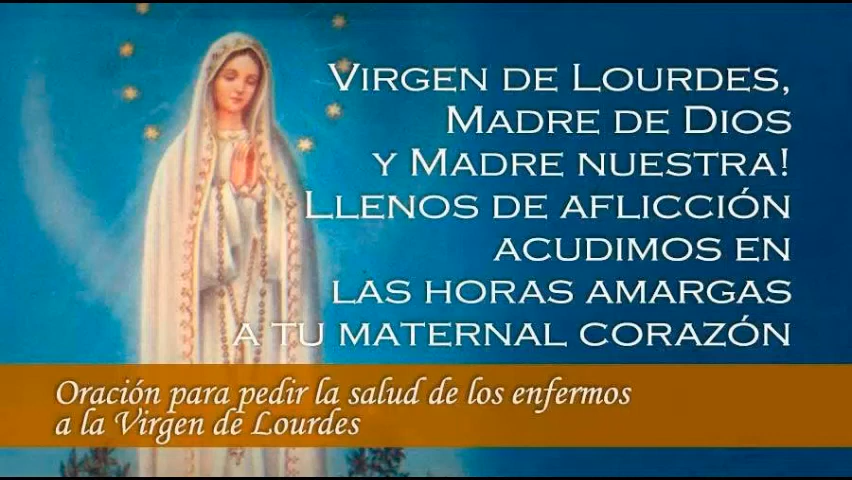 VIRGEN DE LOURDES,
MADRE DE DIOS
Y MADRE NUESTRA!
LLENOS DE AFLICCIÓN
ACUDIMOS EN
LAS HORAS AMARGAS
A TU MATERNAL CORAZÓN
Oración para pedir la salud de los enfermos
a la Virgen de Lourdes